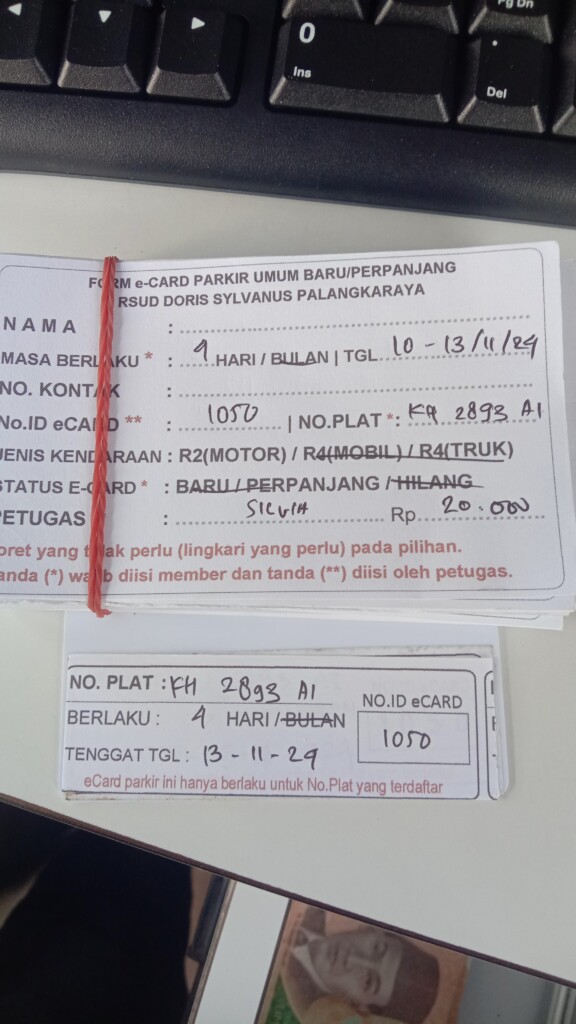 Pg Dn
0
Ins
.
Del
FORM e-CARD PARKIR UMUM BARU/PERPANJANG
RSUD DORIS SYLVANUS PALANGKARAYA
NAMA :
MASA BERLAKU * : 4 HARI / BULAN | TGL 10 - 13/11/24
NO. KONTAK :
No.ID eCARD ** : 1050 | NO.PLAT *: KH 2893 AI
JENIS KENDARAAN : R2(MOTOR) / R4(MOBIL) / R4(TRUK)
STATUS E-CARD * : BARU / PERPANJANG / HILANG
PETUGAS : SILVIA Rp 20.000
oret yang tidak perlu (lingkari yang perlu) pada pilihan.
anda (*) wajib diisi member dan tanda (**) diisi oleh petugas.
NO. PLAT : KH 2893 AI
NO.ID eCARD
BERLAKU : 4 HARI / BULAN
1050
TENGGAT TGL : 13 - 11 - 24
eCard parkir ini hanya berlaku untuk No.Plat yang terdaftar